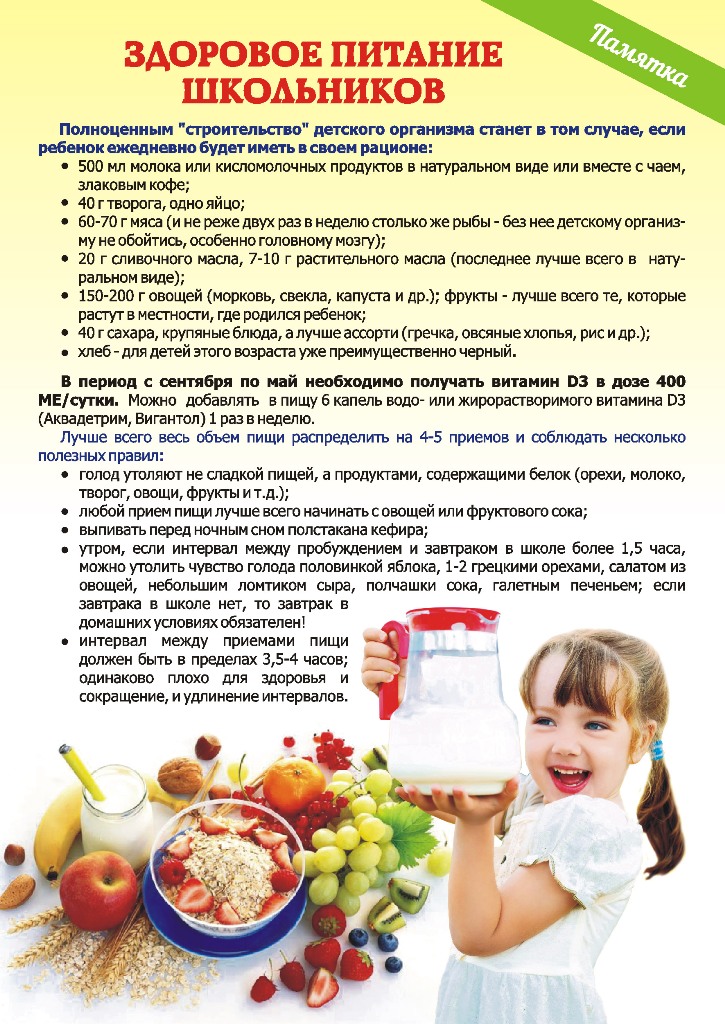 Памятка
ЗДОРОВОЕ ПИТАНИЕ
ШКОЛЬНИКОВ
Полноценным "строительство" детского организма станет в том случае, если
ребенок ежедневно будет иметь в своем рационе:
• 500 мл молока или кисломолочных продуктов в натуральном виде или вместе с чаем,
злаковым кофе;
• 40 г творога, одно яйцо;
• 60-70 г мяса (и не реже двух раз в неделю столько же рыбы - без нее детскому организ-
му не обойтись, особенно головному мозгу);
• 20 г сливочного масла, 7-10 г растительного масла (последнее лучше всего в нату-
ральном виде);
• 150-200 г овощей (морковь, свекла, капуста и др.); фрукты - лучше всего те, которые
растут в местности, где родился ребенок;
• 40 г сахара, крупяные блюда, а лучше ассорти (гречка, овсяные хлопья, рис и др.);
• хлеб - для детей этого возраста уже преимущественно черный.
В период с сентября по май необходимо получать витамин D3 в дозе 400
МЕ/сутки. Можно добавлять в пищу 6 капель водо- или жирорастворимого витамина D3
(Аквадетрим, Вигантол) 1 раз в неделю.
Лучше всего весь объем пищи распределить на 4-5 приемов и соблюдать несколько
полезных правил:
• голод утоляют не сладкой пищей, а продуктами, содержащими белок (орехи, молоко,
творог, овощи, фрукты и т.д.);
• любой прием пищи лучше всего начинать с овощей или фруктового сока;
• выпивать перед ночным сном полстакана кефира;
• утром, если интервал между пробуждением и завтраком в школе более 1,5 часа,
можно утолить чувство голода половинкой яблока, 1-2 грецкими орехами, салатом из
овощей, небольшим ломтиком сыра, полчашки сока, галетным печеньем; если
завтрака в школе нет, то завтрак в
домашних условиях обязателен!
• интервал между приемами пищи
должен быть в пределах 3,5-4 часов;
одинаково плохо для здоровья и
сокращение, и удлинение интервалов.